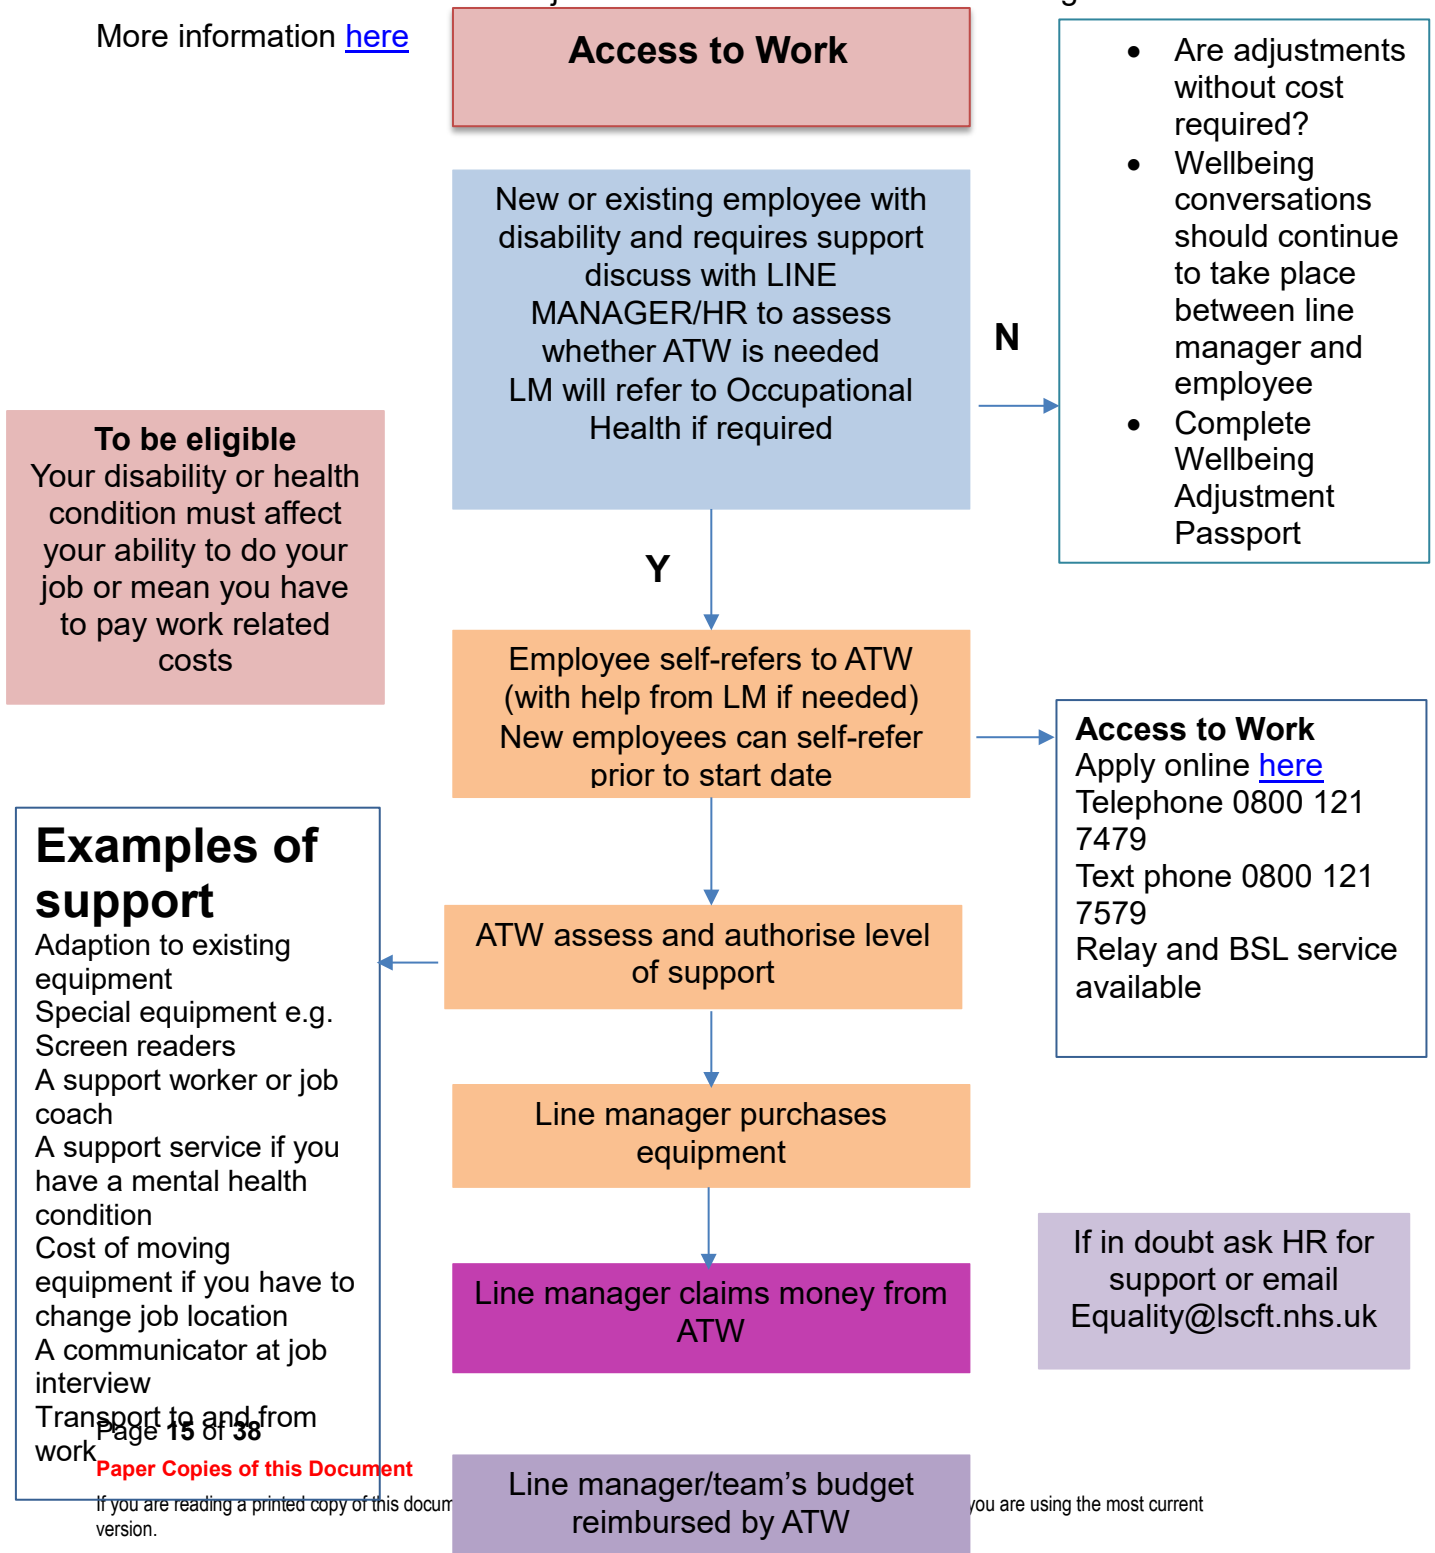 More information here
Access to Work
New or existing employee with
disability and requires support
discuss with LINE
MANAGER/HR to assess
whether ATW is needed
LM will refer to Occupational
Health if required
N
• Are adjustments
without cost
required?
• Wellbeing
conversations
should continue
to take place
between line
manager and
employee
• Complete
Wellbeing
Adjustment
Passport
To be eligible
Your disability or health
condition must affect
your ability to do your
job or mean you have
to pay work related
costs
Y
Employee self-refers to ATW
(with help from LM if needed)
New employees can self-refer
prior to start date
Access to Work
Apply online here
Telephone 0800 121
7479
Text phone 0800 121
7579
Relay and BSL service
available
Examples of
support
Adaption to existing
equipment
Special equipment e.g.
Screen readers
A support worker or job
coach
A support service if you
have a mental health
condition
Cost of moving
equipment if you have to
change job location
A communicator at job
interview
Transport to and from
work
ATW assess and authorise level
of support
Line manager purchases
equipment
Line manager claims money from
ATW
If in doubt ask HR for
support or email
Equality@lscft.nhs.uk
Line manager/team's budget
reimbursed by ATW
Page 15 of 38
Paper Copies of this Document
If you are reading a printed copy of this docum you are using the most current
version.